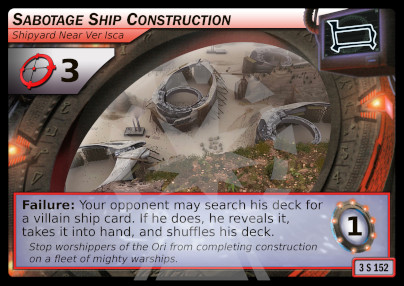 SABOTAGE SHIP CONSTRUCTION
Shipyard Near Ver Isca
3
Failure: Your opponent may search his deck for
a villain ship card. If he does, he reveals it,
takes it into hand, and shuffles his deck.
Stop worshippers of the Ori from completing construction
on a fleet of mighty warships.
1
3 S 152